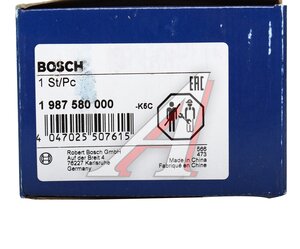 BOSCH
1 St/Pc
1 987 580 000
-K5C
EAC
4 047025 507615
Robert Bosch GmbH
Auf der Breit 4
76227 Karlsruhe
Germany
566
473
Made in China
Fabriqué en Chine